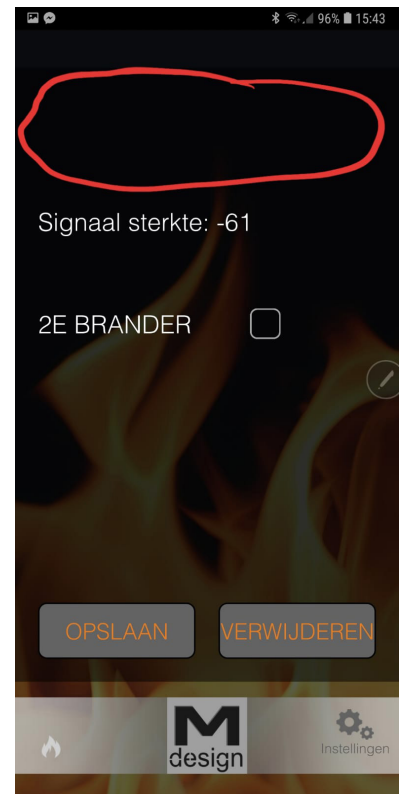 96% 15:43
Signaal sterkte: -61
2E BRANDER
OPSLAAN VERWIJDEREN
M
design
Instellingen